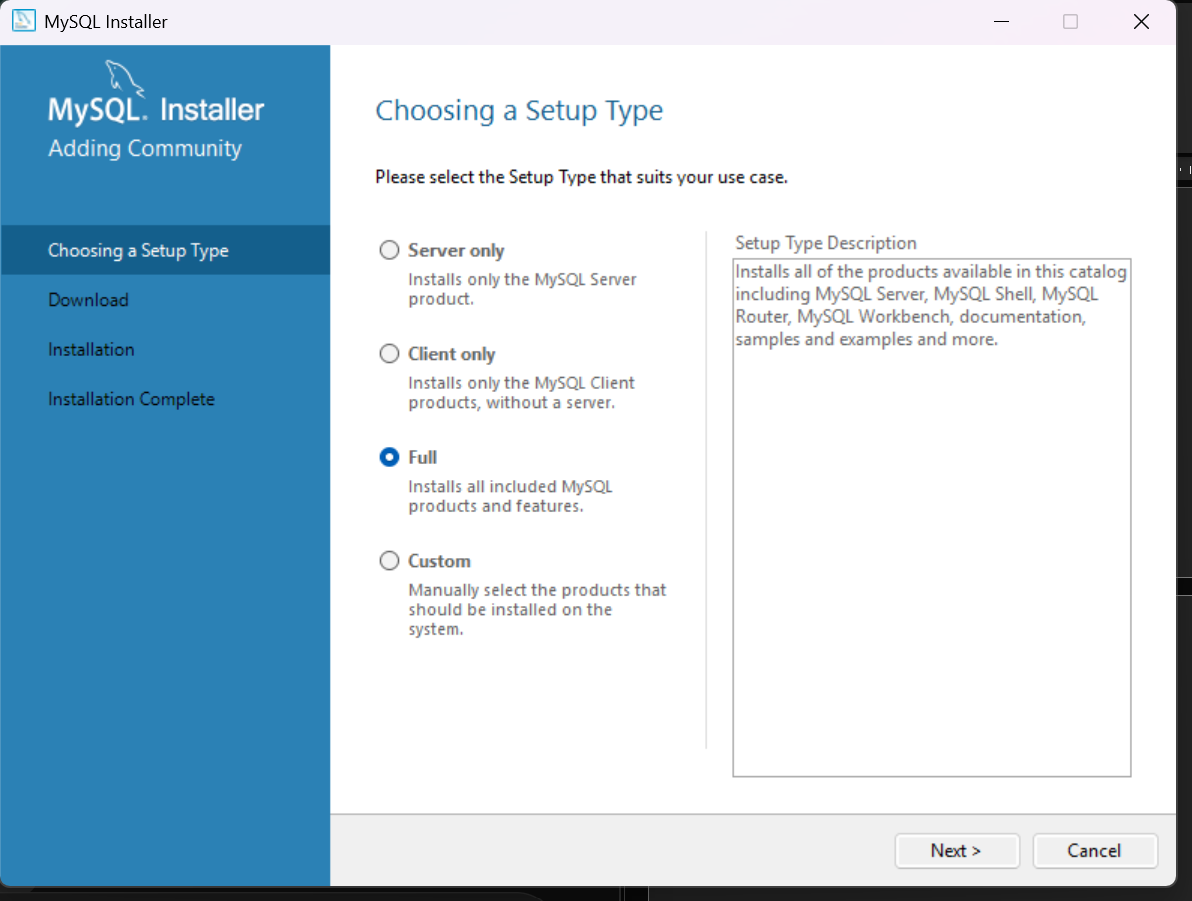 MySQL Installer
MySQL. Installer
Adding Community
Choosing a Setup Type
Download
Installation
Installation Complete
Choosing a Setup Type
Please select the Setup Type that suits your use case.
Server only
Installs only the MySQL Server
product.
Client only
Installs only the MySQL Client
products, without a server.
Full
Installs all included MySQL
products and features.
Custom
Manually select the products that
should be installed on the
system.
Setup Type Description
Installs all of the products available in this catalog
including MySQL Server, MySQL Shell, MySQL
Router, MySQL Workbench, documentation,
samples and examples and more.
Next >
Cancel